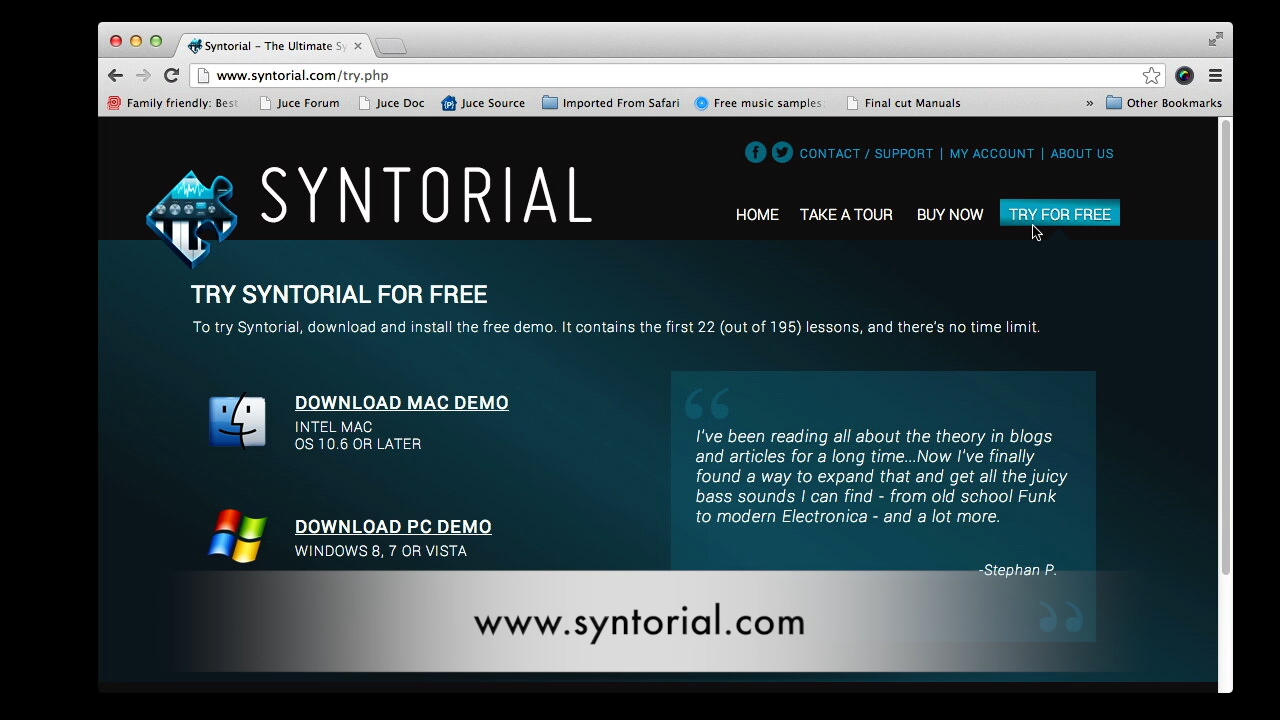 Syntorial – The Ultimate Sy
www.syntorial.com/try.php
Family friendly: Best
Juce Forum
Juce Doc
Juce Source
Imported From Safari
Free music samples:
Final cut Manuals
»
Other Bookmarks
CONTACT / SUPPORT | MY ACCOUNT | ABOUT US
SYNTORIAL
HOME
TAKE A TOUR
BUY NOW
TRY FOR FREE
TRY SYNTORIAL FOR FREE
To try Syntorial, download and install the free demo. It contains the first 22 (out of 195) lessons, and there's no time limit.
DOWNLOAD MAC DEMO
INTEL MAC
OS 10.6 OR LATER
DOWNLOAD PC DEMO
WINDOWS 8, 7 OR VISTA
“
I've been reading all about the theory in blogs
and articles for a long time...Now I've finally
found a way to expand that and get all the juicy
bass sounds I can find - from old school Funk
to modern Electronica - and a lot more.
-Stephan P.
”
www.syntorial.com